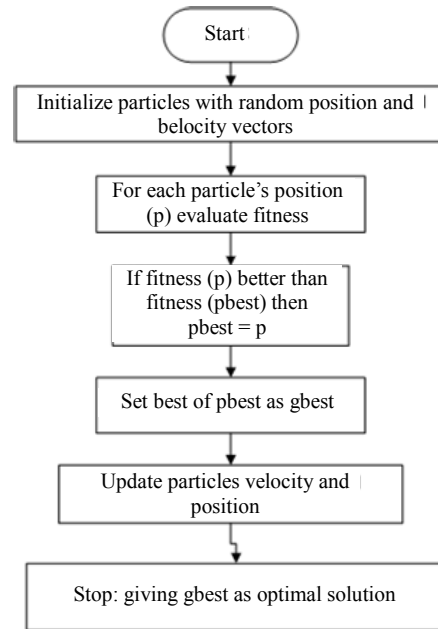 Start
Initialize particles with random position and
belocity vectors
For each particle's position
(p) evaluate fitness
If fitness (p) better than
fitness (pbest) then
pbest = p
Set best of pbest as gbest
Update particles velocity and
position
Stop: giving gbest as optimal solution